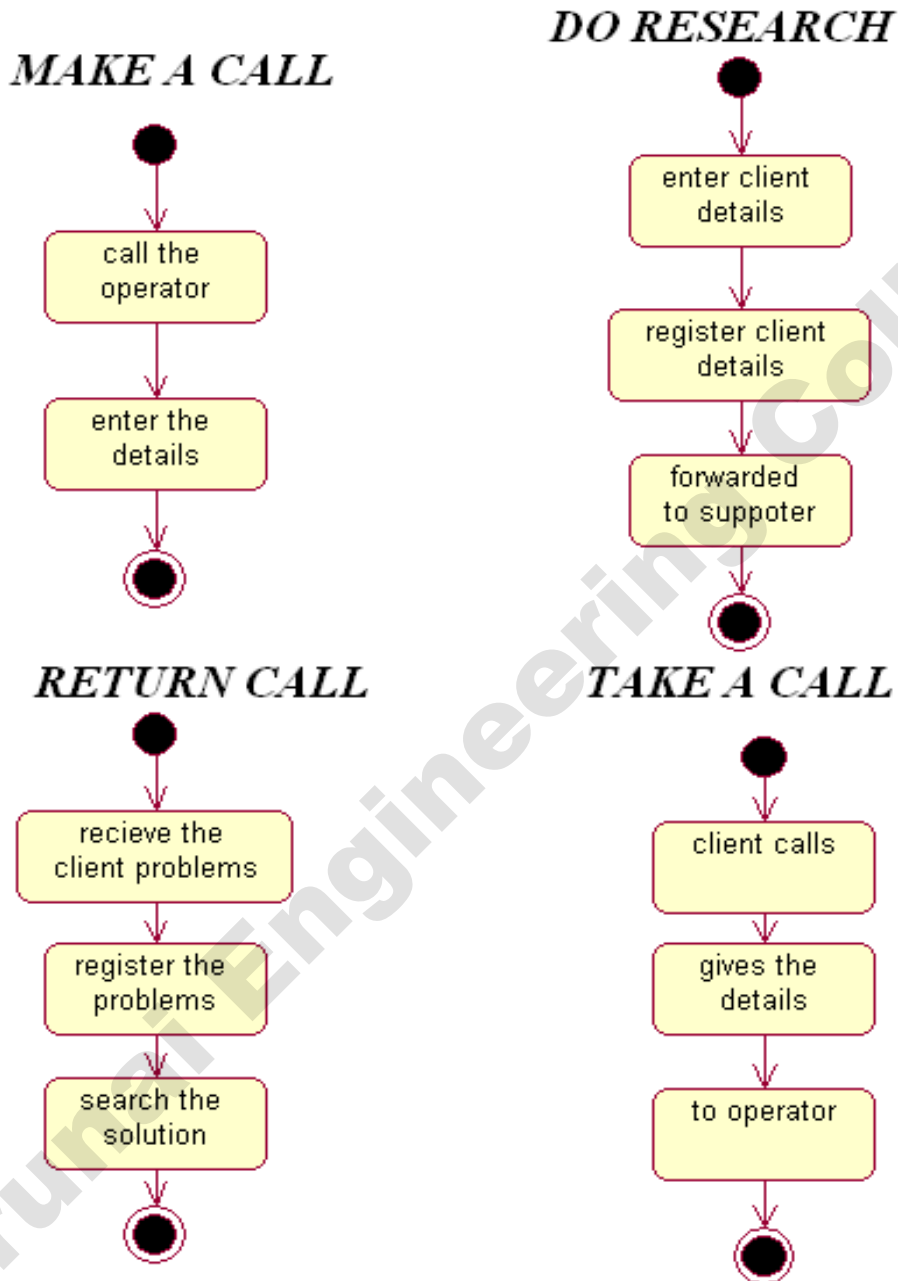 MAKE A CALL
call the
operator
enter the
details
DO RESEARCH
enter client
details
register client
details
forwarded
to suppoter
RETURN CALL
recieve the
client problems
register the
problems
search the
solution
TAKE A CALL
client calls
gives the
details
to operator
Engineering